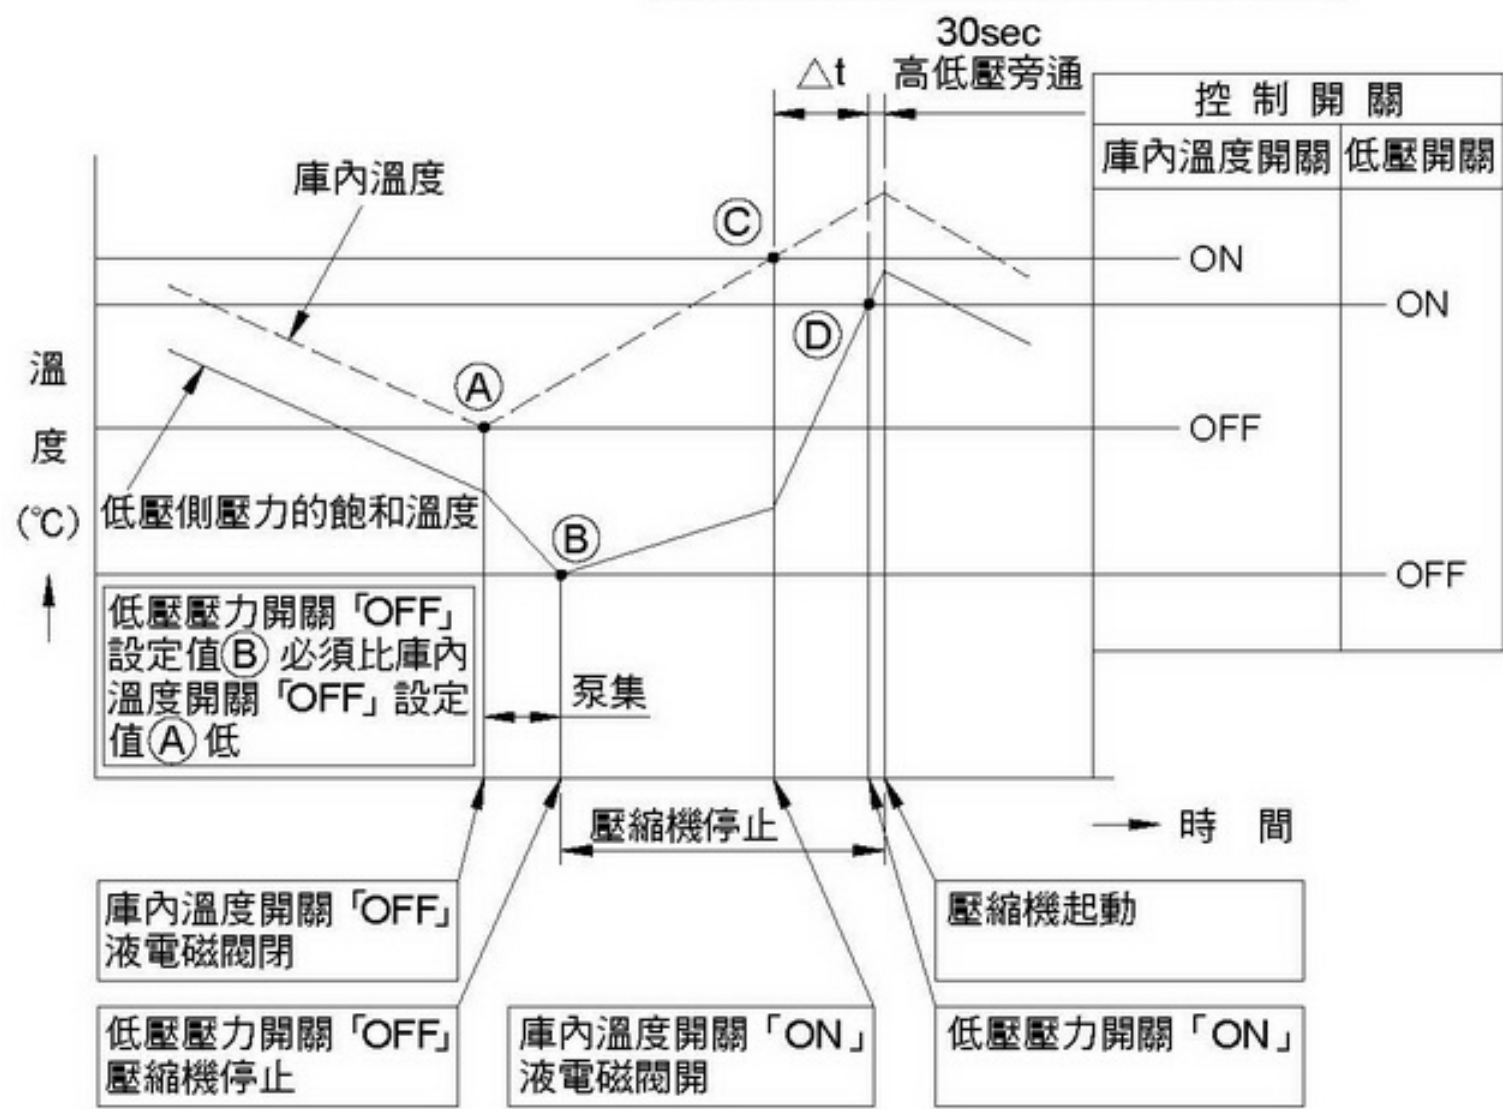 30sec
△t
高低壓旁通
控制開關
庫內溫度開關
低壓開關
庫內溫度
C
ON
ON
D
溫度
(℃)
A
OFF
低壓側壓力的飽和溫度
B
OFF
低壓壓力開關「OFF」
設定值Ⓑ必須比庫內
溫度開關「OFF」設定
值Ⓐ低
泵集
壓縮機停止
時間
庫內溫度開關「OFF」
液電磁閥閉
壓縮機起動
低壓壓力開關「OFF」
壓縮機停止
庫內溫度開關「ON」
液電磁閥開
低壓壓力開關「ON」